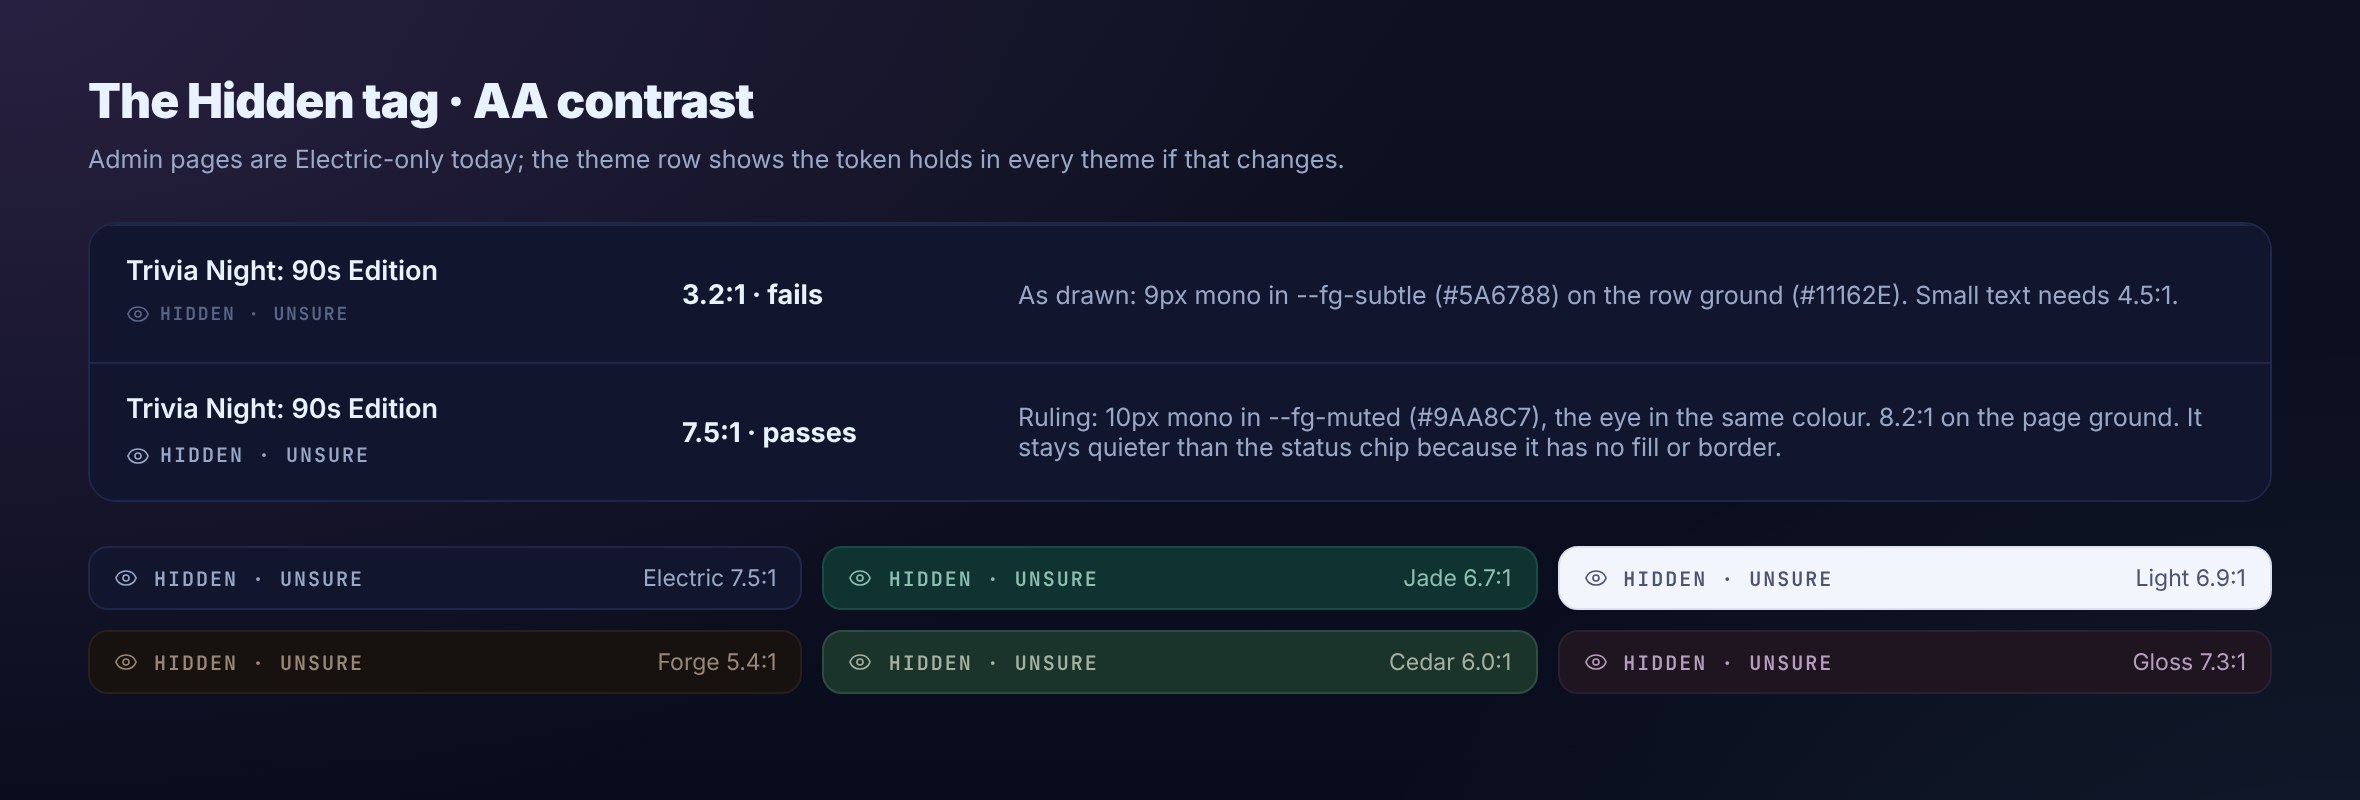 The Hidden tag · AA contrast
Admin pages are Electric-only today; the theme row shows the token holds in every theme if that changes.
Trivia Night: 90s Edition
HIDDEN · UNSURE
3.2:1 · fails
As drawn: 9px mono in --fg-subtle (#5A6788) on the row ground (#11162E). Small text needs 4.5:1.
Trivia Night: 90s Edition
HIDDEN · UNSURE
7.5:1 · passes
Ruling: 10px mono in --fg-muted (#9AA8C7), the eye in the same colour. 8.2:1 on the page ground. It
stays quieter than the status chip because it has no fill or border.
HIDDEN · UNSURE Electric 7.5:1
HIDDEN · UNSURE Jade 6.7:1
HIDDEN · UNSURE Light 6.9:1
HIDDEN · UNSURE Forge 5.4:1
HIDDEN · UNSURE Cedar 6.0:1
HIDDEN · UNSURE Gloss 7.3:1